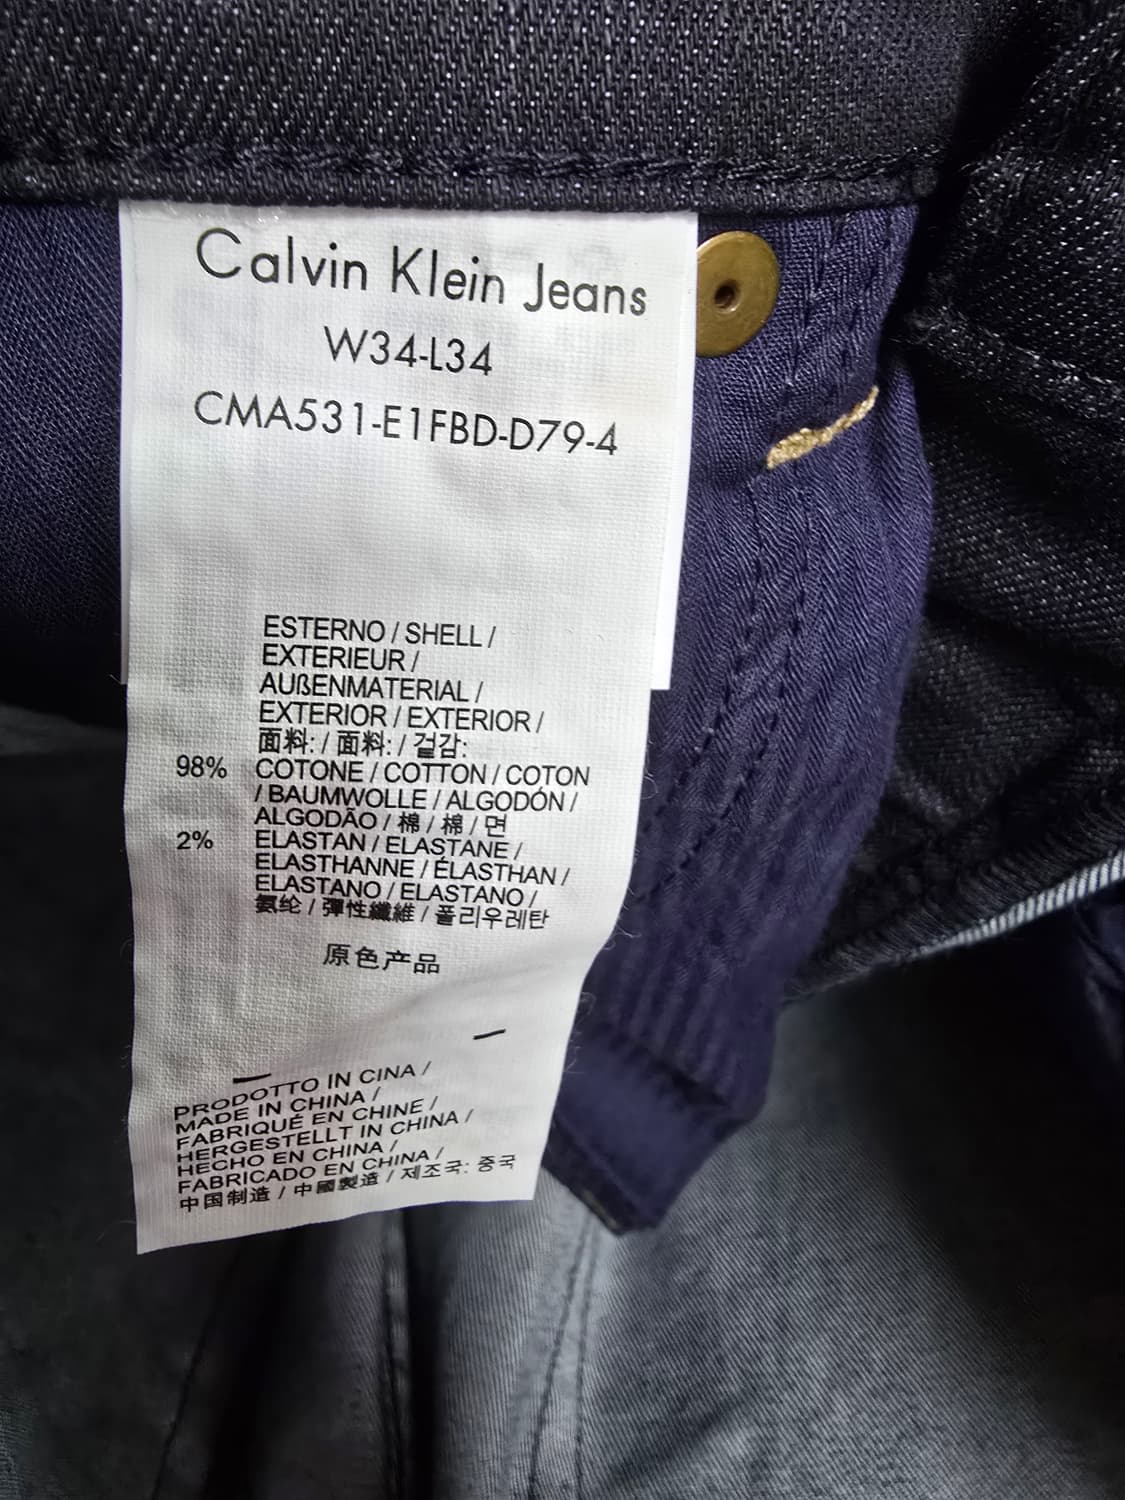 Calvin Klein Jeans
W34-L34
CMA531-E1FBD-D79-4
ESTERNO / SHELL /
EXTERIEUR /
AUßENMATERIAL /
EXTERIOR / EXTERIOR /
面料: / 面料: / 겉감:
98% COTONE / COTTON / COTON
/ BAUMWOLLE / ALGODÓN /
ALGODÃO / 棉 / 棉 / 면
2% ELASTAN / ELASTANE /
ELASTHANNE / ÉLASTHAN /
ELASTANO / ELASTANO /
氨纶 / 彈性纖維 / 폴리우레탄
原色产品
PRODOTTO IN CINA /
MADE IN CHINA /
FABRIQUÉ EN CHINE /
HERGESTELLT IN CHINA /
HECHO EN CHINA /
FABRICADO EN CHINA /
中国制造 / 中國製造 / 제조국: 중국